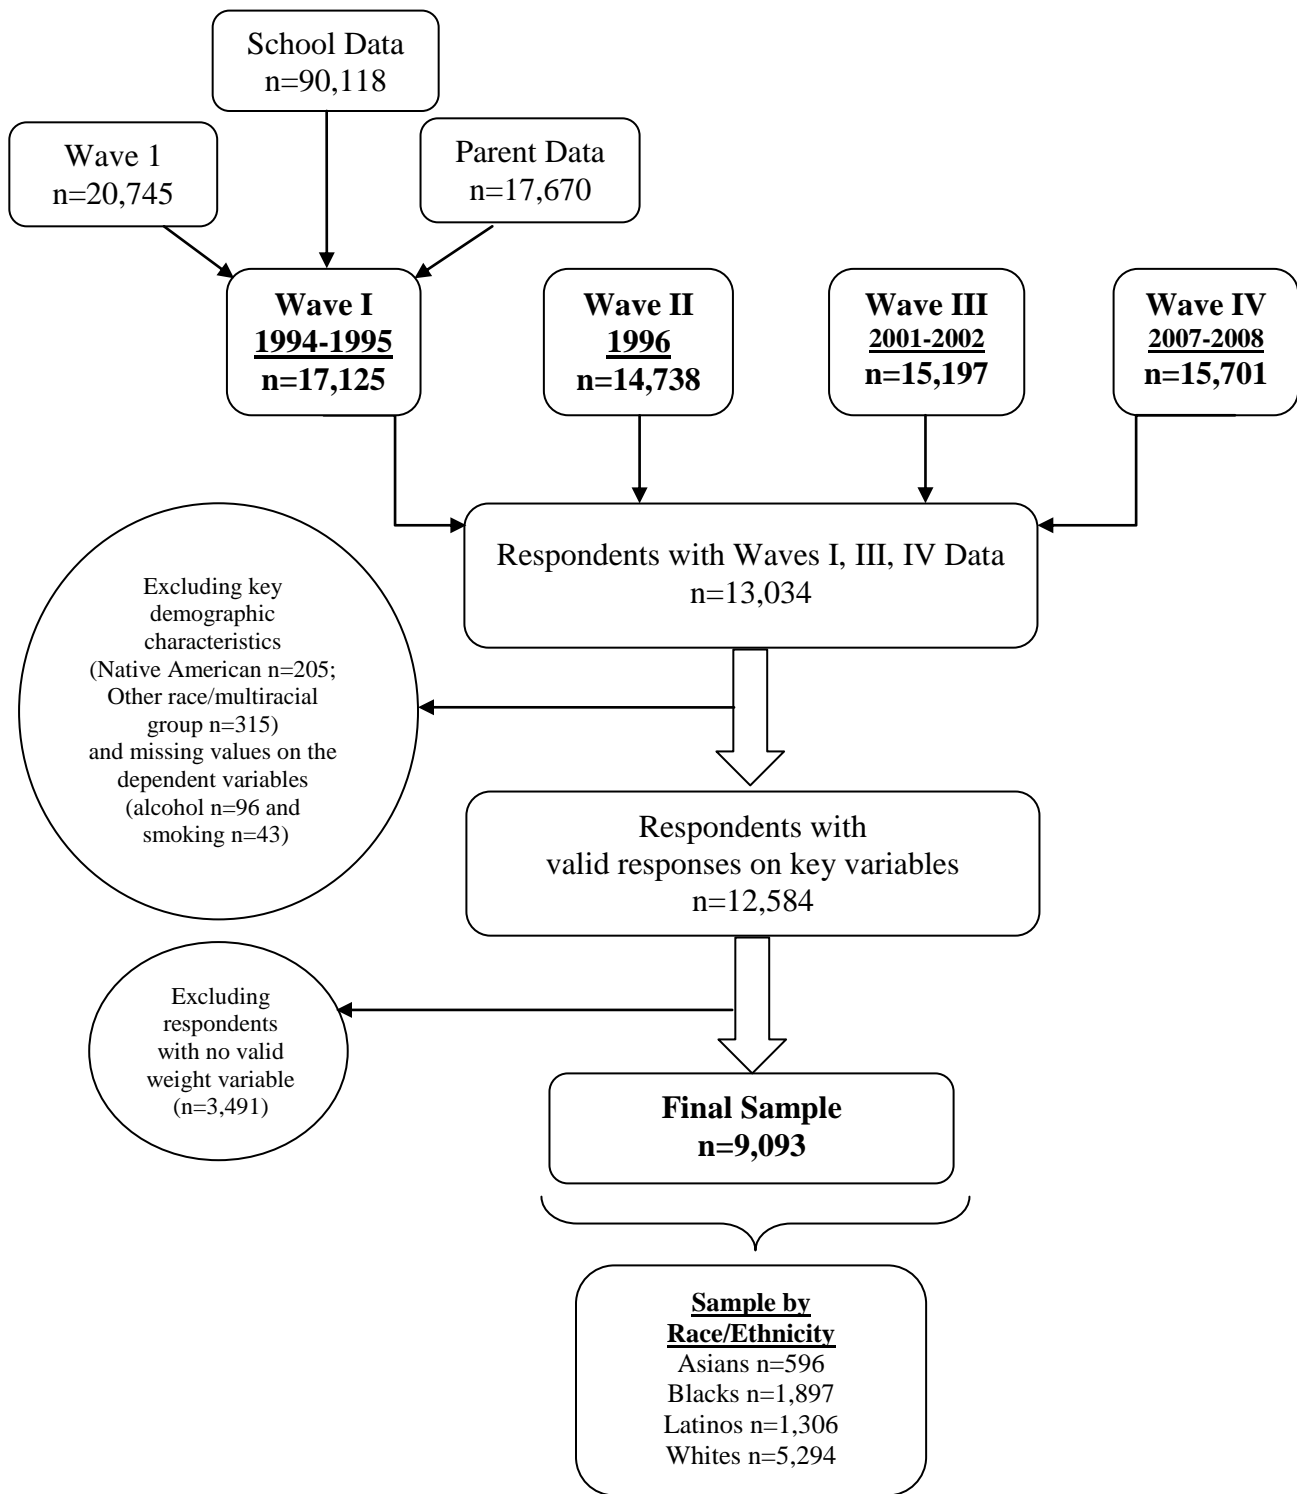 School Data
n=90,118
Wave 1
n=20,745
Parent Data
n=17,670
Wave I
1994-1995
n=17,125
Wave II
1996
n=14,738
Wave III
2001-2002
n=15,197
Wave IV
2007-2008
n=15,701
Respondents with Waves I, III, IV Data
n=13,034
Excluding key
demographic
characteristics
(Native American n=205;
Other race/multiracial
group n=315)
and missing values on the
dependent variables
(alcohol n=96 and
smoking n=43)
Respondents with
valid responses on key variables
n=12,584
Excluding
respondents
with no valid
weight variable
(n=3,491)
Final Sample
n=9,093
Sample by
Race/Ethnicity
Asians n=596
Blacks n=1,897
Latinos n=1,306
Whites n=5,294